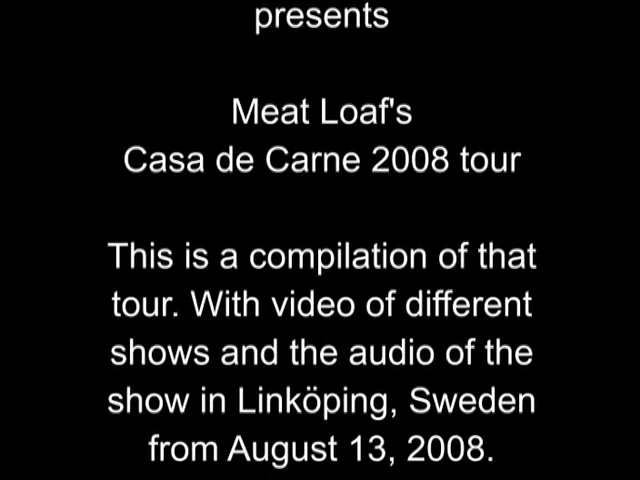 presents
Meat Loaf's
Casa de Carne 2008 tour
This is a compilation of that
tour. With video of different
shows and the audio of the
show in Linköping, Sweden
from August 13, 2008.